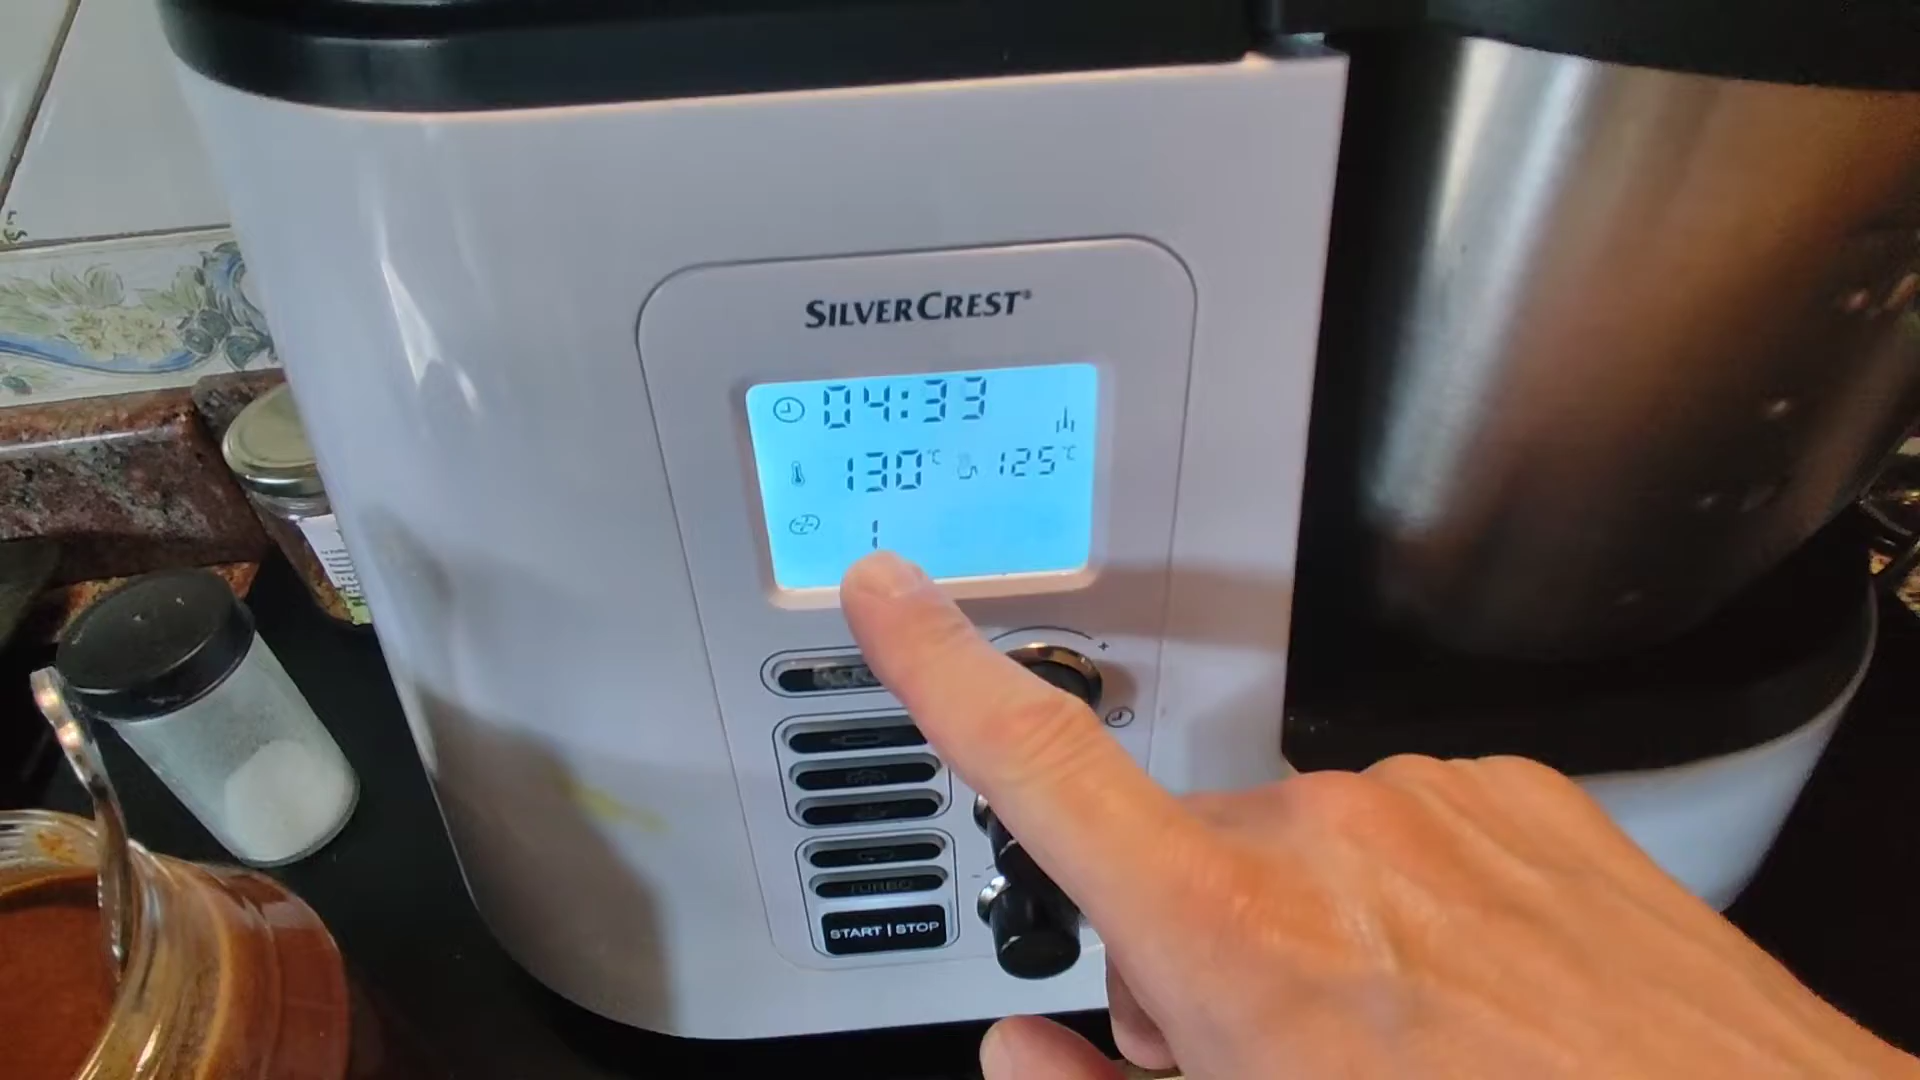 SILVERCREST®
04:33
130°C 125°C
1
+
-
TURBO
START | STOP